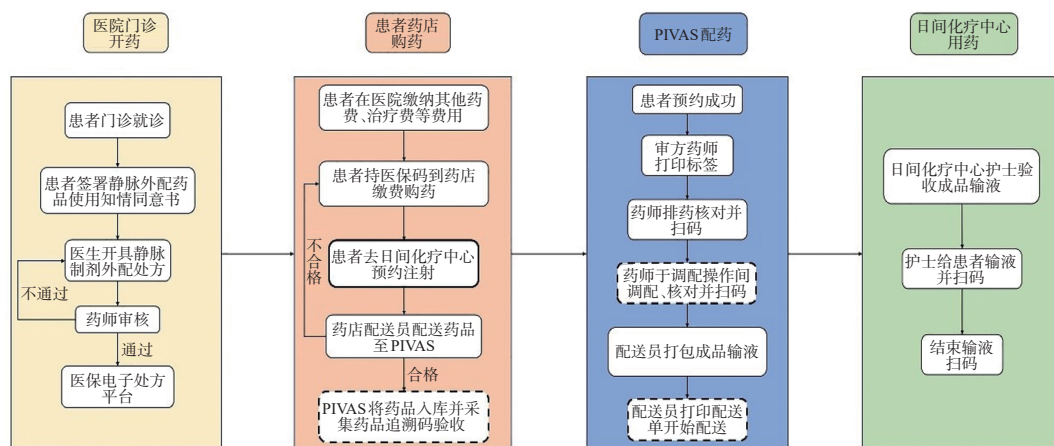 医院门诊
开药
患者门诊就诊
患者签署静脉外配药
品使用知情同意书
医生开具静脉
制剂外配处方
不通过
药师审核
通过
医保电子处方
平台
患者药店
购药
患者在医院缴纳其他药
费、治疗费等费用
患者持医保码到药店
缴费购药
不合格
患者去日间化疗中心
预约注射
药店配送员配送药品
至PIVAS
合格
PIVAS将药品入库并采
集药品追溯码验收
PIVAS配药
患者预约成功
审方药师
打印标签
药师排药核对并
扫码
药师于调配操作间
调配、核对并扫码
配送员打包成品输液
配送员打印配送
单开始配送
日间化疗中心
用药
日间化疗中心护士验
收成品输液
护士给患者输液
并扫码
结束输液
扫码